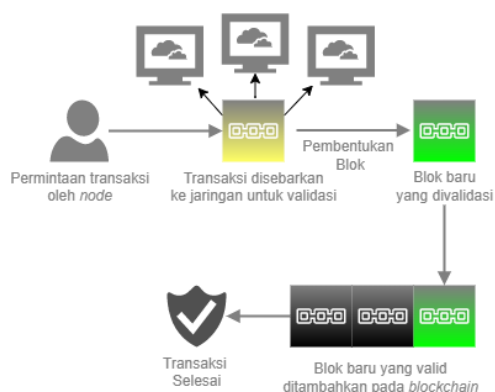 Permintaan transaksi
oleh node
Transaksi disebarkan
ke jaringan untuk validasi
Pembentukan
Blok
Blok baru
yang divalidasi
Transaksi
Selesai
Blok baru yang valid
ditambahkan pada blockchain